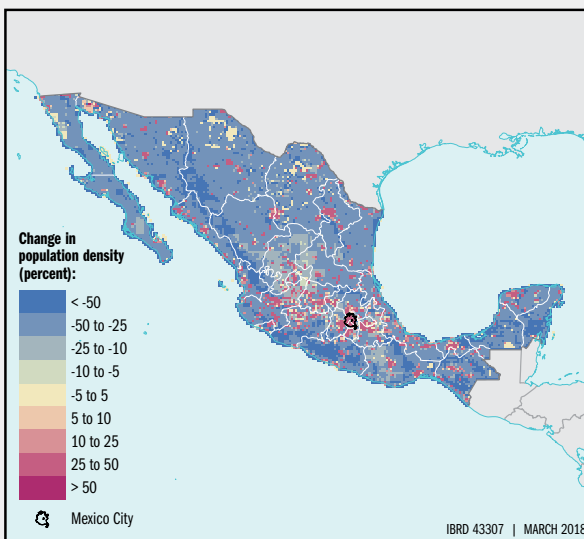 Change in
population density
(percent):
< -50
-50 to -25
-25 to -10
-10 to -5
-5 to 5
5 to 10
10 to 25
25 to 50
> 50
Mexico City
IBRD 43307 | MARCH 2018